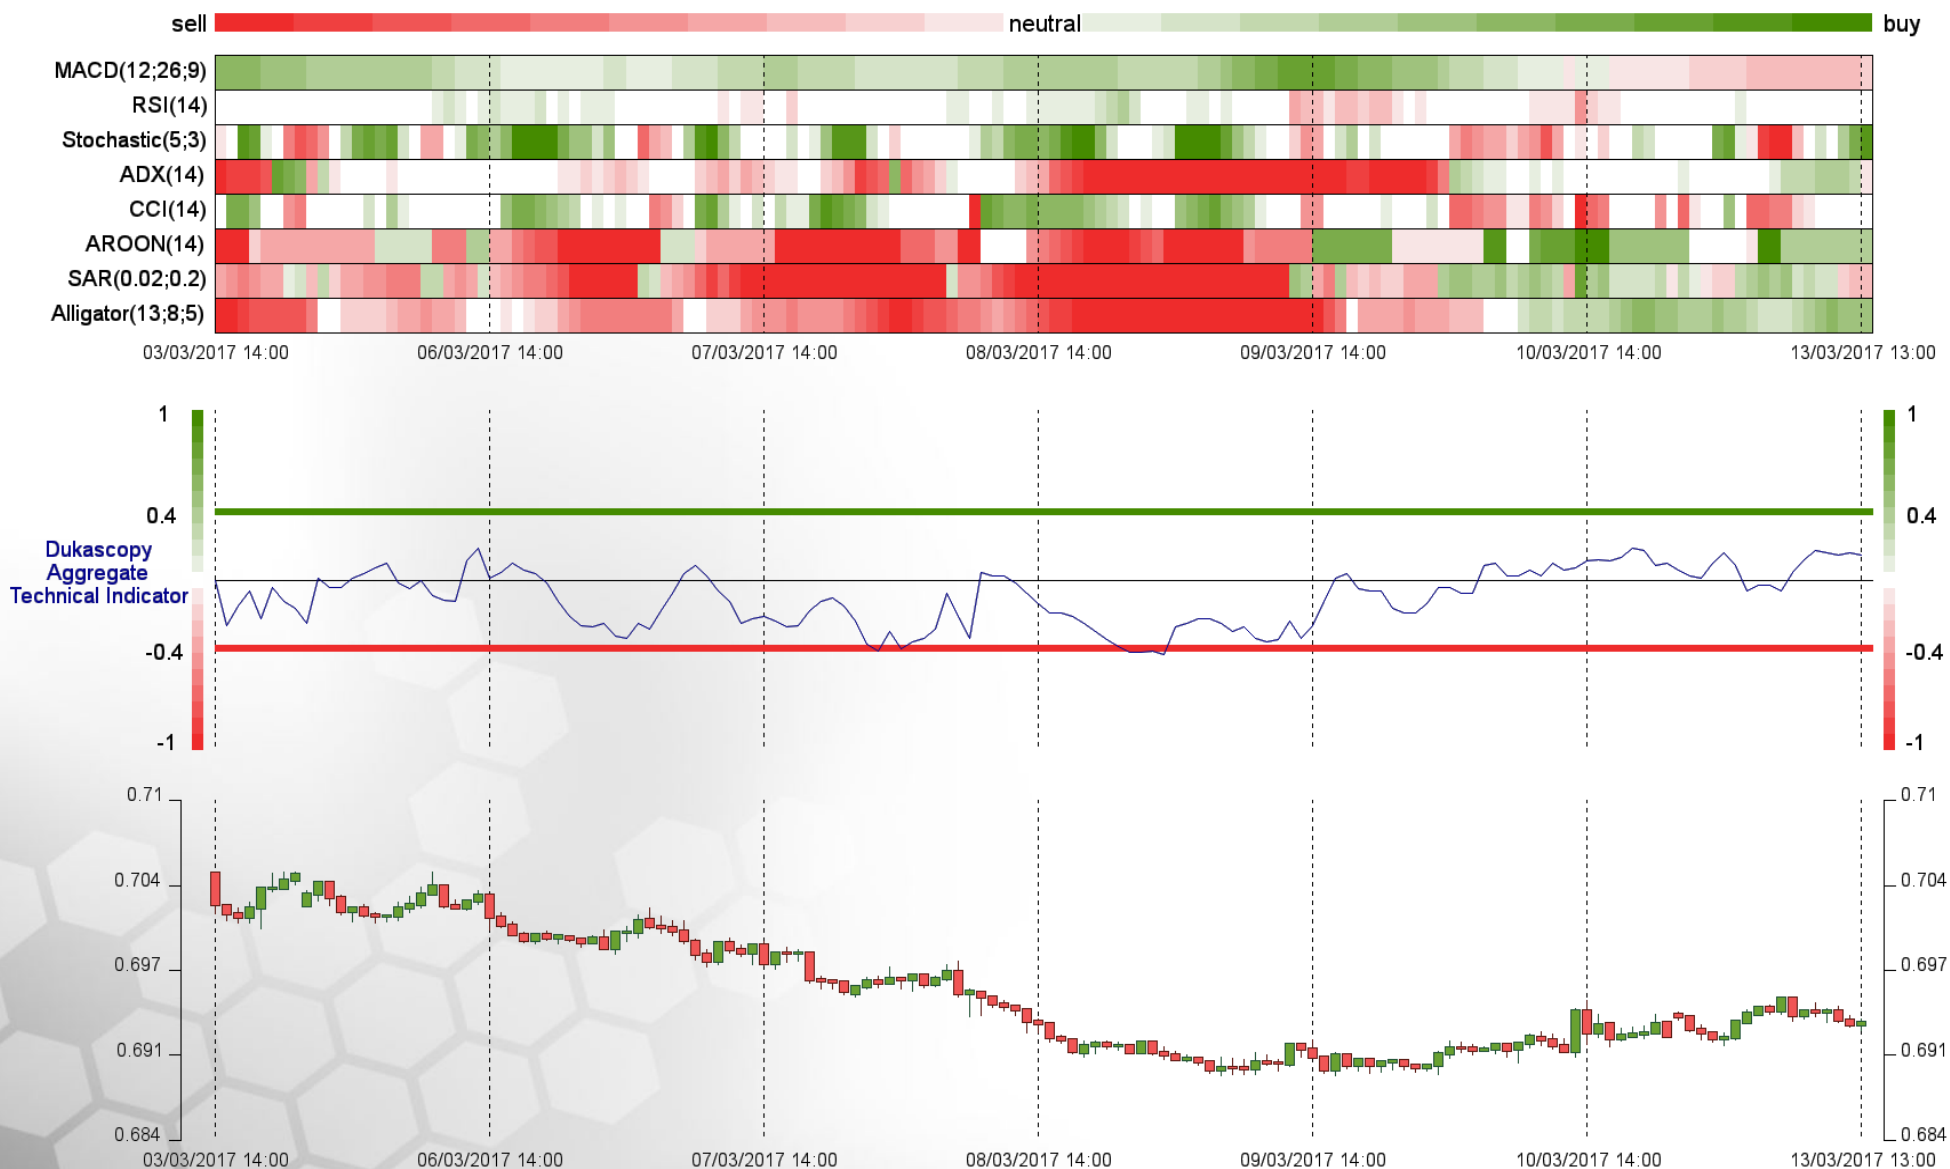 sell neutral buy
MACD(12;26;9)
RSI(14)
Stochastic(5;3)
ADX(14)
CCI(14)
AROON(14)
SAR(0.02;0.2)
Alligator(13;8;5)
03/03/2017 14:00 06/03/2017 14:00 07/03/2017 14:00 08/03/2017 14:00 09/03/2017 14:00 10/03/2017 14:00 13/03/2017 13:00
1 1
0.4 0.4
Dukascopy
Aggregate
Technical Indicator
-0.4 -0.4
-1 -1
0.71 0.71
0.704 0.704
0.697 0.697
0.691 0.691
0.684 0.684
03/03/2017 14:00 06/03/2017 14:00 07/03/2017 14:00 08/03/2017 14:00 09/03/2017 14:00 10/03/2017 14:00 13/03/2017 13:00